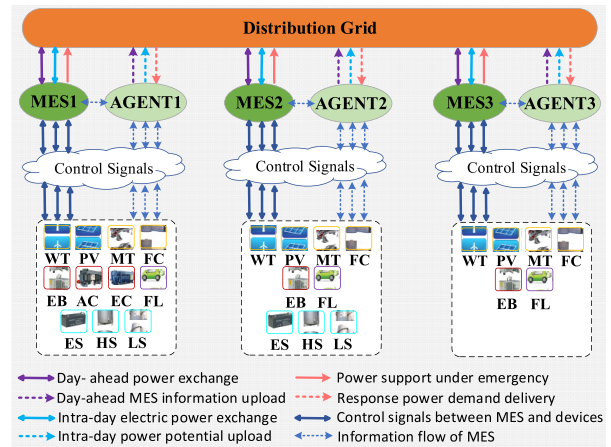 Distribution Grid
MES1 AGENT1 MES2 AGENT2 MES3 AGENT3
Control Signals Control Signals Control Signals
WT PV MT FC WT PV MT FC WT PV MT FC
EB AC EC FL EB FL EB FL
ES HS LS ES HS LS
Day- ahead power exchange Power support under emergency
Day-ahead MES information upload Response power demand delivery
Intra-day electric power exchange Control signals between MES and devices
Intra-day power potential upload Information flow of MES